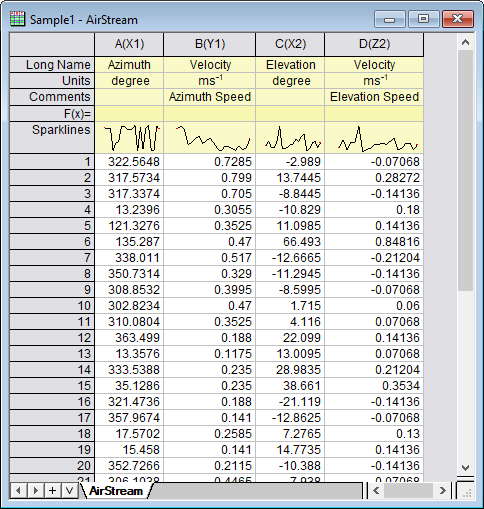 Sample1 - AirStream
A(X1) B(Y1) C(X2) D(Z2)
Long Name Azimuth Velocity Elevation Velocity
Units degree ms⁻¹ degree ms⁻¹
Comments Azimuth Speed Elevation Speed
F(x)=
Sparklines
1 322.5648 0.7285 -2.989 -0.07068
2 317.5734 0.799 13.7445 0.28272
3 317.3374 0.705 -8.8445 -0.14136
4 13.2396 0.3055 -10.829 0.18
5 121.3276 0.3525 11.0985 0.14136
6 135.287 0.47 66.493 0.84816
7 338.011 0.517 -12.6665 -0.21204
8 350.7314 0.329 -11.2945 -0.14136
9 308.8532 0.3995 -8.5995 -0.07068
10 302.8234 0.47 1.715 0.06
11 310.0804 0.3525 4.116 0.07068
12 363.499 0.188 22.099 0.14136
13 13.3576 0.1175 13.0095 0.07068
14 333.5388 0.235 28.9835 0.21204
15 35.1286 0.235 38.661 0.3534
16 321.4736 0.188 -21.119 -0.14136
17 357.9674 0.141 -12.8625 -0.07068
18 17.5702 0.2585 7.2765 0.13
19 15.458 0.141 14.7735 0.14136
20 352.7266 0.2115 -10.388 -0.14136
21 306.1038 0.4465 -7.938 -0.07068
AirStream